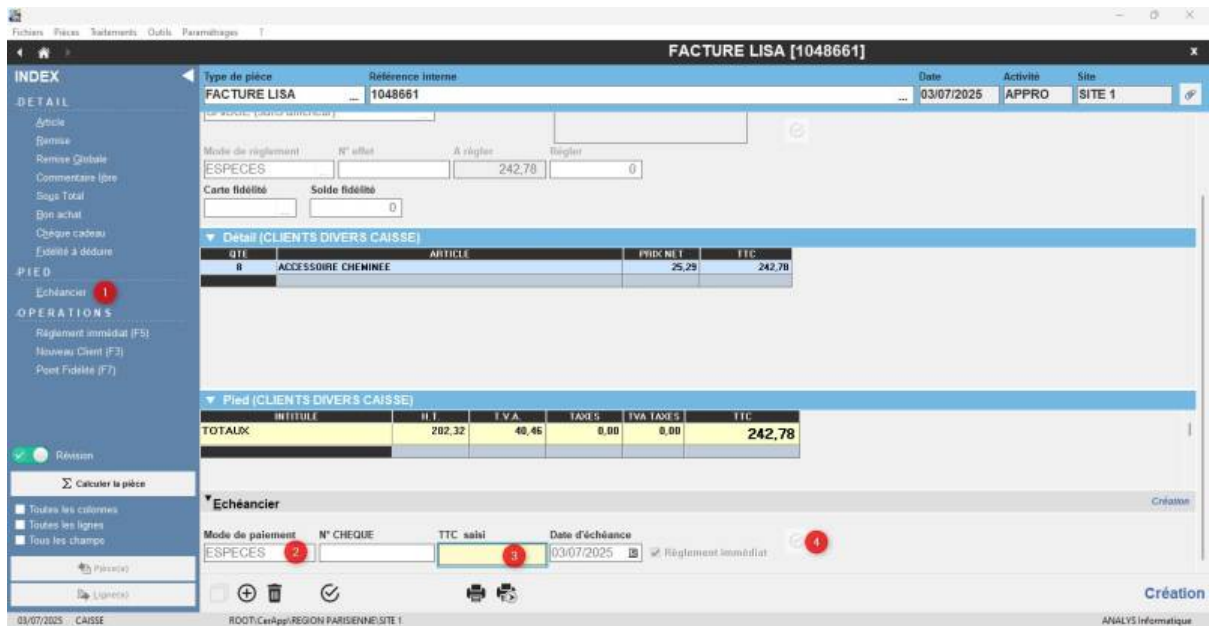 Fichiers Pièces Traitements Outils Paramétrages ?
FACTURE LISA [1048661] x
INDEX
DETAIL
Article
Remise
Remise Globale
Commentaire libre
Sous Total
Bon achat
Chèque cadeau
Fidélité à déduire
PIED
Echéancier 1
OPERATIONS
Règlement immédiat (F5)
Nouveau Client (F3)
Point Fidélité (F7)
Révision
Σ Calculer la pièce
Toutes les colonnes
Toutes les lignes
Tous les champs
Pièce(s)
Ligne(s)
Type de pièce Référence interne Date Activité Site
FACTURE LISA ... 1048661 ... 03/07/2025 APPRO SITE 1
Mode de règlement N° effet A régler Régler
ESPECES 242,78 0
Carte fidélité Solde fidélité
... 0
Détail (CLIENTS DIVERS CAISSE)
QTE ARTICLE PRIX NET TTC
8 ACCESSOIRE CHEMINEE 25,29 242,78
Pied (CLIENTS DIVERS CAISSE)
INTITULE H.T. T.V.A. TAXES TVA TAXES TTC
TOTAUX 202,32 40,46 0,00 0,00 242,78
Echéancier Création
Mode de paiement N° CHEQUE TTC saisi Date d'échéance
ESPECES 2 3 03/07/2025 Règlement immédiat 4
Création
03/07/2025 CAISSE ROOT\CerApp\REGION PARISIENNE\SITE 1 ANALYS Informatique